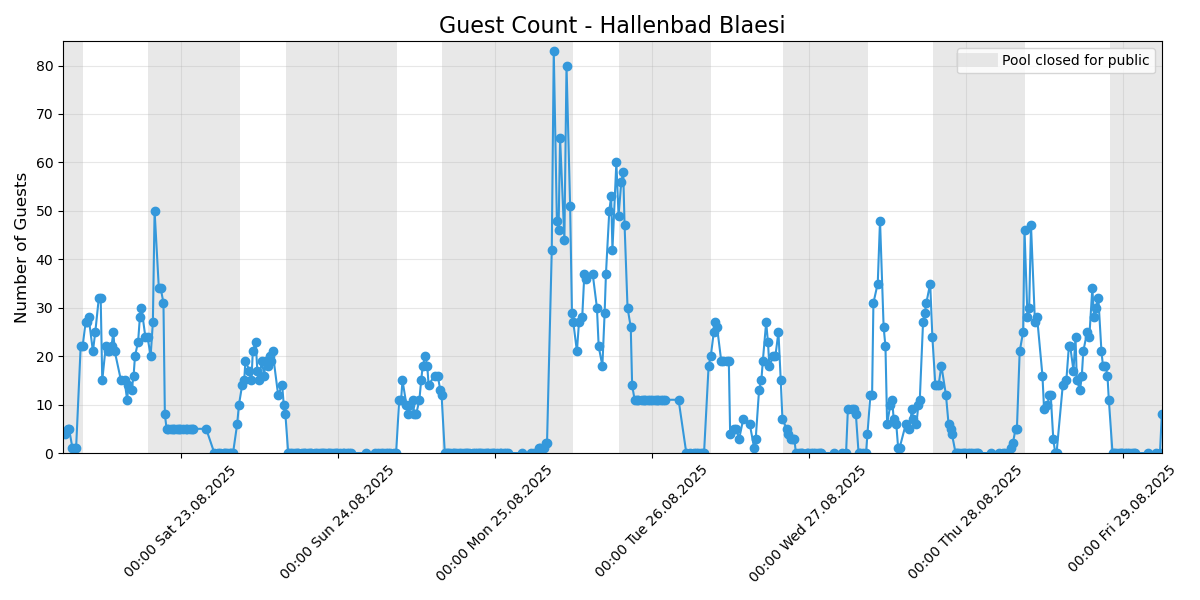 Guest Count - Hallenbad Blaesi
Pool closed for public
Number of Guests
80
70
60
50
40
30
20
10
0
00:00 Sat 23.08.2025
00:00 Sun 24.08.2025
00:00 Mon 25.08.2025
00:00 Tue 26.08.2025
00:00 Wed 27.08.2025
00:00 Thu 28.08.2025
00:00 Fri 29.08.2025